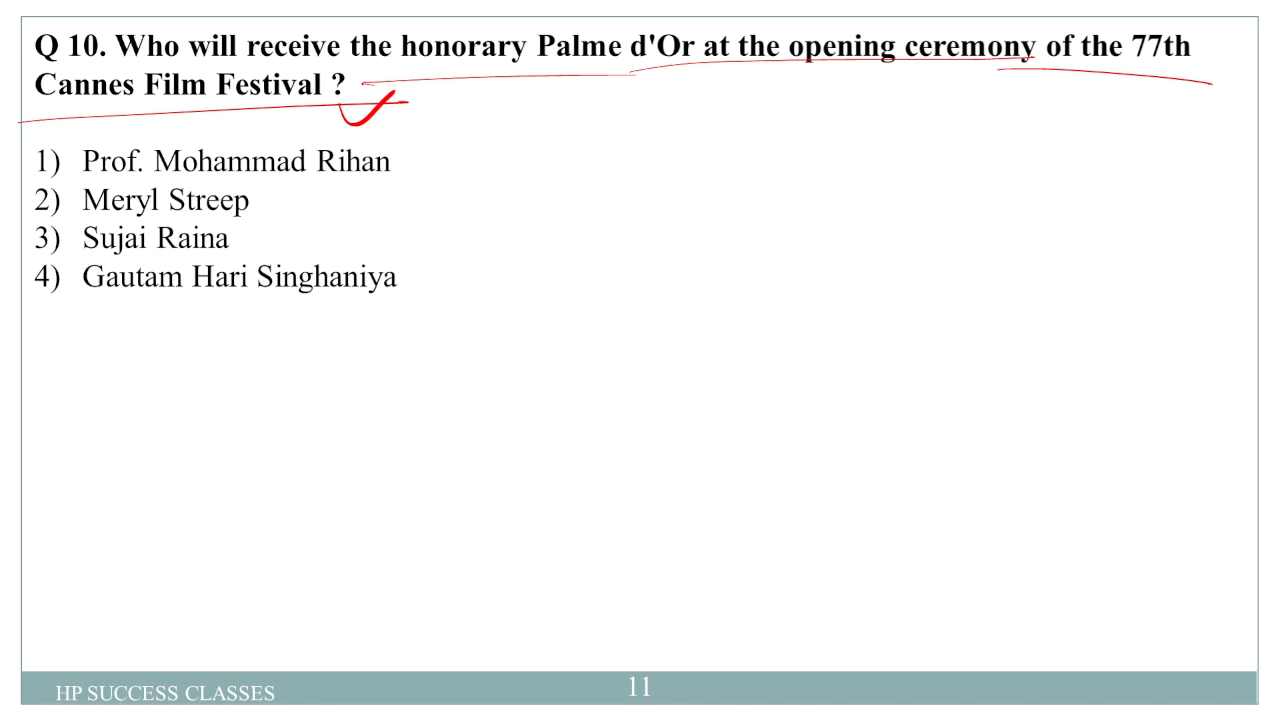 Q 10. Who will receive the honorary Palme d'Or at the opening ceremony of the 77th
Cannes Film Festival ?
1) Prof. Mohammad Rihan
2) Meryl Streep
3) Sujai Raina
4) Gautam Hari Singhaniya
HP SUCCESS CLASSES
11